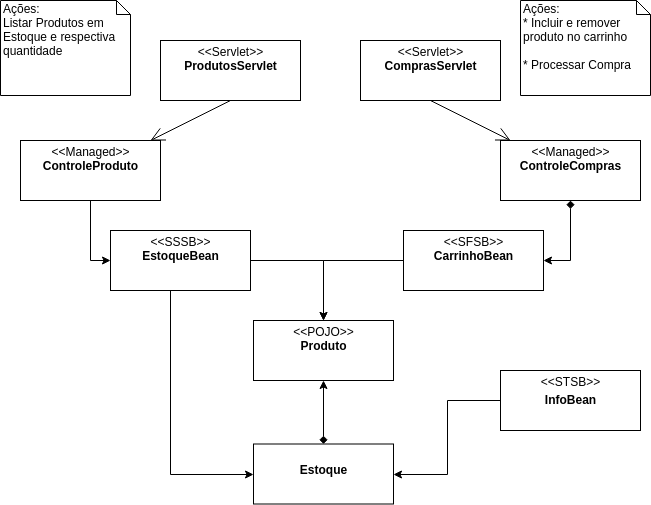 Ações:
Listar Produtos em
Estoque e respectiva
quantidade
<<Servlet>>
ProdutosServlet
<<Servlet>>
ComprasServlet
Ações:
* Incluir e remover
produto no carrinho
* Processar Compra
<<Managed>>
ControleProduto
<<Managed>>
ControleCompras
<<SSSB>>
EstoqueBean
<<SFSB>>
CarrinhoBean
<<POJO>>
Produto
<<STSB>>
InfoBean
Estoque